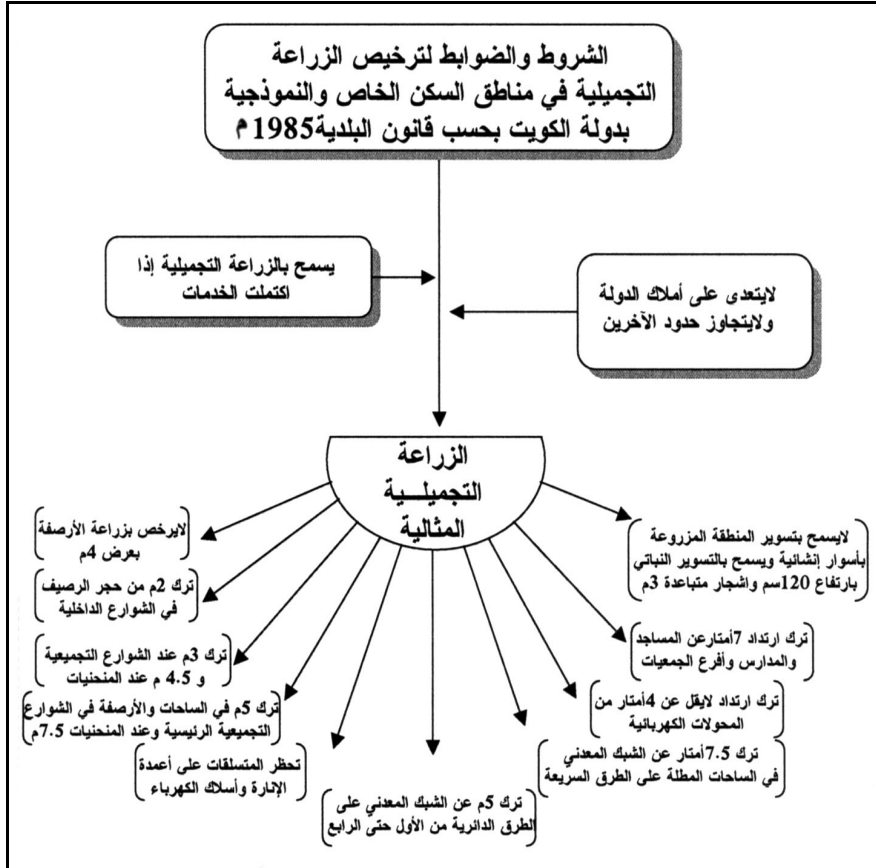 الشروط والضوابط لترخيص الزراعة
التجميلية في مناطق السكن الخاص والنموذجية
بدولة الكويت بحسب قانون البلدية1985م
يسمح بالزراعة التجميلية إذا
اكتملت الخدمات
لايتعدى على أملاك الدولة
ولايتجاوز حدود الآخرين
الزراعة
التجميلـــية
المثالية
لايسمح بتسوير المنطقة المزروعة
بأسوار إنشائية ويسمح بالتسوير النباتي
بارتفاع 120سم واشجار متباعدة 3م
ترك ارتداد 7أمتارعن المساجد
والمدارس وأفرع الجمعيات
ترك ارتداد لايقل عن 4أمتار من
المحولات الكهربائية
ترك 7.5أمتار عن الشبك المعدني
في الساحات المطلة على الطرق السريعة
ترك 5م عن الشبك المعدني على
الطرق الدائرية من الأول حتى الرابع
تحظر المتسلقات على أعمدة
الإنارة وأسلاك الكهرباء
ترك 5م في الساحات والأرصفة في الشوارع
التجميعية الرئيسية وعند المنحنيات 7.5م
ترك 3م عند الشوارع التجميعية
و 4.5 م عند المنحنيات
ترك 2م من حجر الرصيف
في الشوارع الداخلية
لايرخص بزراعة الأرصفة
بعرض 4م